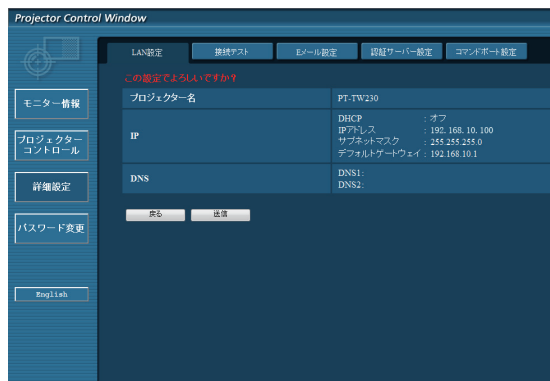 Projector Control Window
LAN設定 接続テスト Eメール設定 認証サーバー設定 コマンドポート設定
この設定でよろしいですか？
モニター情報
プロジェクター
コントロール
詳細設定
パスワード変更
English
プロジェクター名 PT-TW230
IP
DHCP : オフ
IPアドレス : 192.168.10.100
サブネットマスク : 255.255.255.0
デフォルトゲートウェイ : 192.168.10.1
DNS
DNS1:
DNS2:
戻る 送信